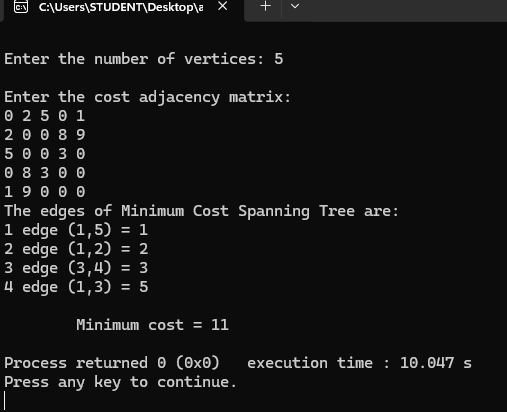 C:\Users\STUDENT\Desktop\a
Enter the number of vertices: 5
Enter the cost adjacency matrix:
0 2 5 0 1
2 0 0 8 9
5 0 0 3 0
0 8 3 0 0
1 9 0 0 0
The edges of Minimum Cost Spanning Tree are:
1 edge (1,5) = 1
2 edge (1,2) = 2
3 edge (3,4) = 3
4 edge (1,3) = 5
Minimum cost = 11
Process returned 0 (0x0)   execution time : 10.047 s
Press any key to continue.